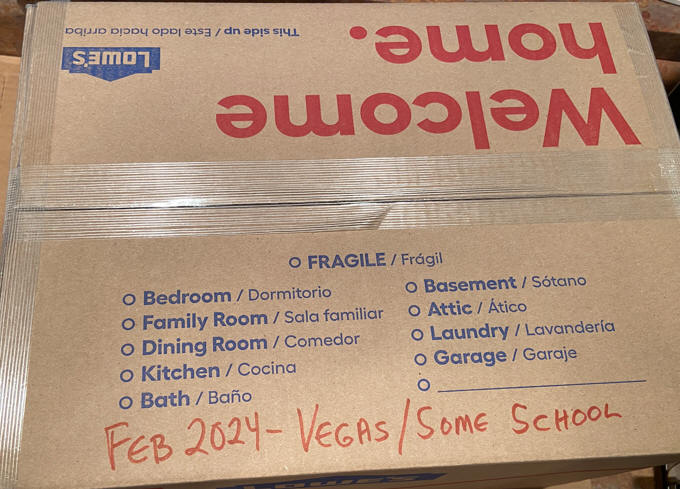 Welcome
home.
This side up / Este lado hacia arriba
LOWE'S
FRAGILE / Frágil
Bedroom / Dormitorio
Family Room / Sala familiar
Dining Room / Comedor
Kitchen / Cocina
Bath / Baño
Basement / Sótano
Attic / Ático
Laundry / Lavandería
Garage / Garaje
FEB 2024 - VEGAS / SOME SCHOOL